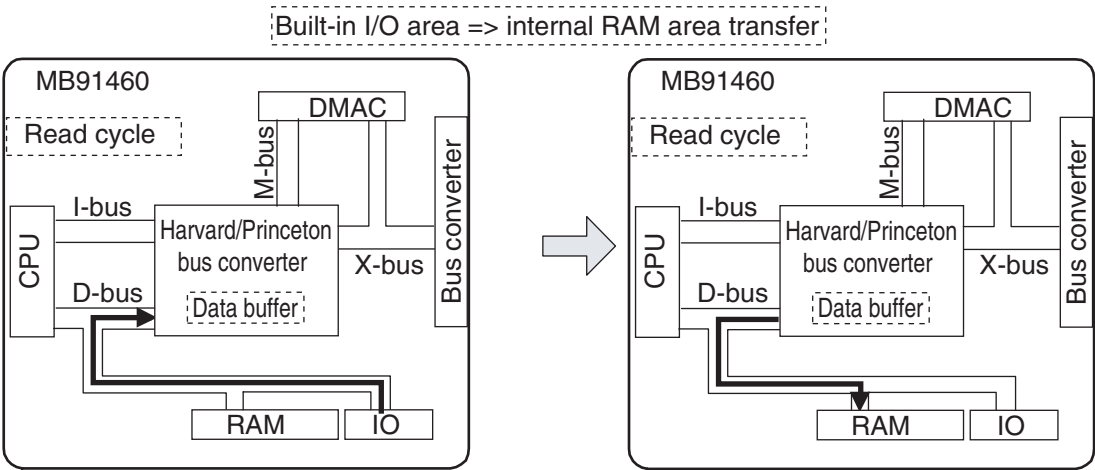 Built-in I/O area => internal RAM area transfer
MB91460
DMAC
Read cycle
M-bus
Bus converter
I-bus
CPU
Harvard/Princeton
bus converter
X-bus
D-bus
Data buffer
RAM
IO
MB91460
DMAC
Read cycle
M-bus
Bus converter
I-bus
CPU
Harvard/Princeton
bus converter
X-bus
D-bus
Data buffer
RAM
IO